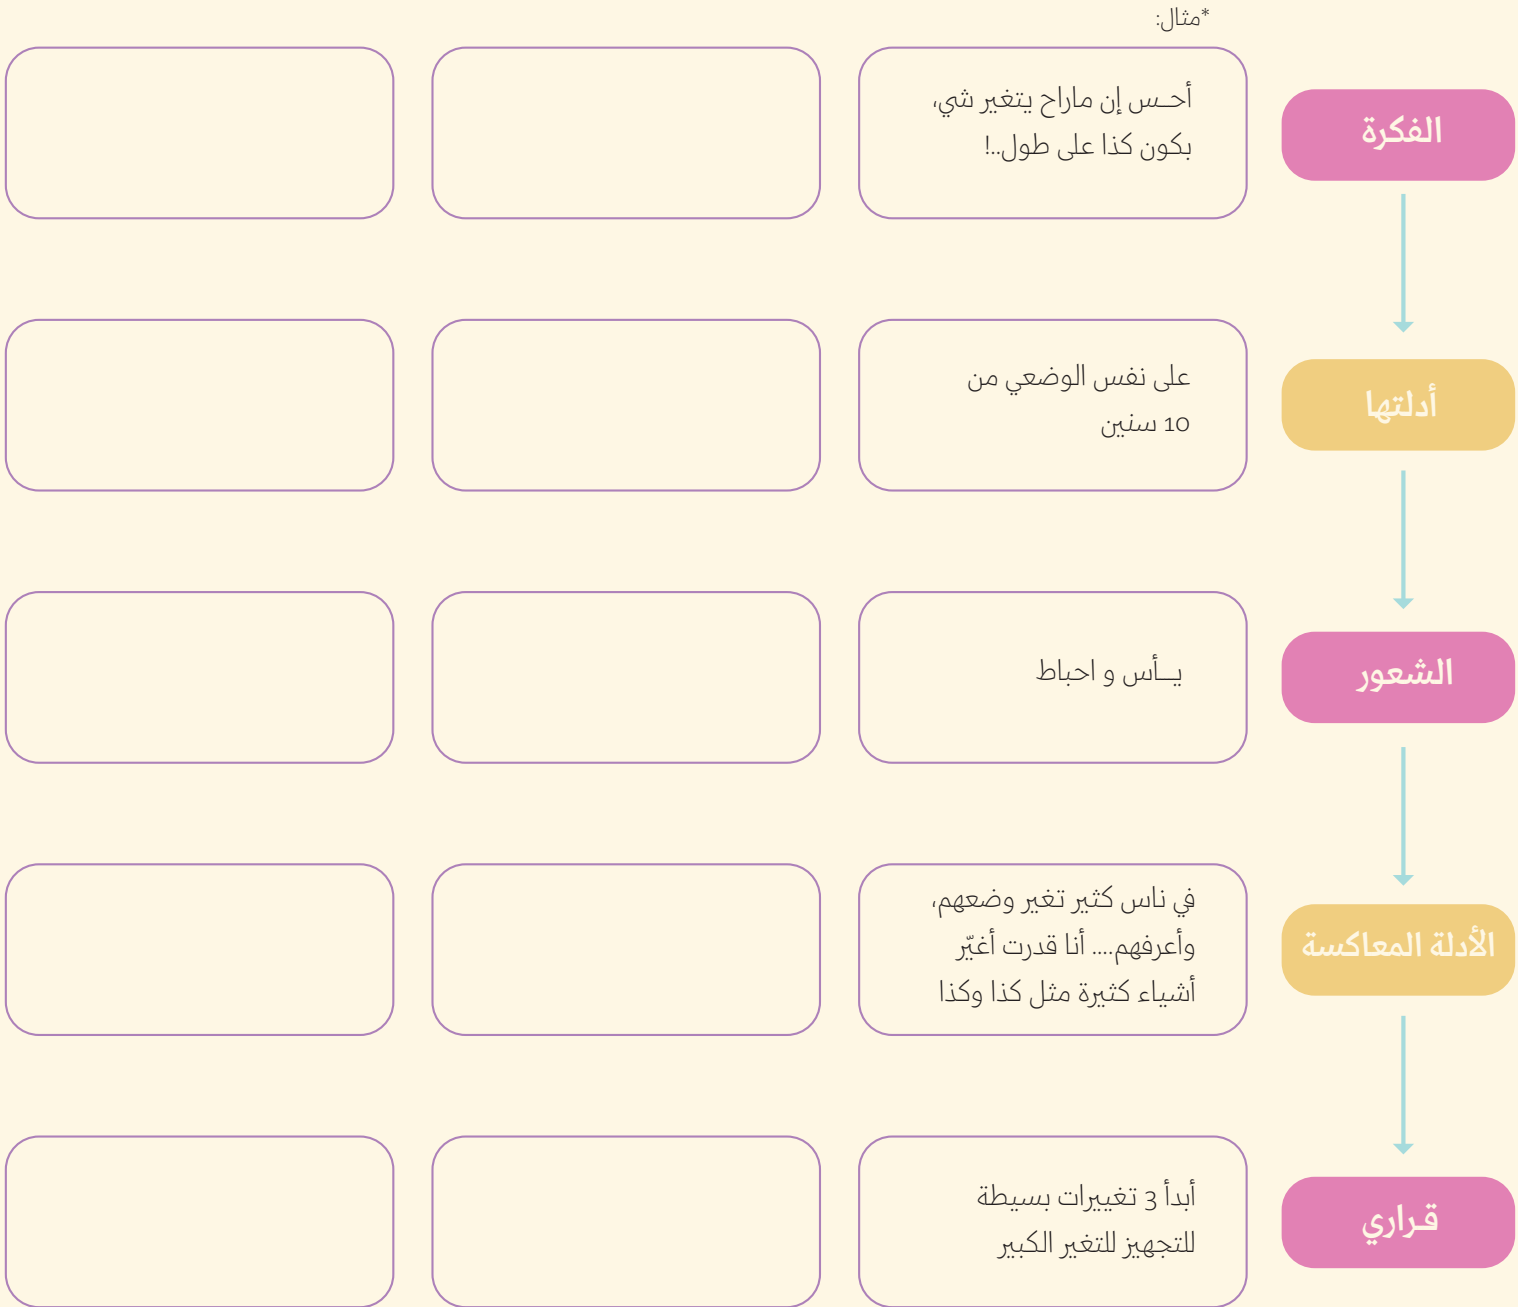 *مثال:
الفكرة
أحس إن ماراح يتغير شي،
بكون كذا على طول..!
أدلتها
على نفس الوضعي من
10 سنين
الشعور
يأس و احباط
الأدلة المعاكسة
في ناس كثير تغير وضعهم،
وأعرفهم.... أنا قدرت أغيّر
أشياء كثيرة مثل كذا وكذا
قراري
أبدأ 3 تغييرات بسيطة
للتجهيز للتغير الكبير